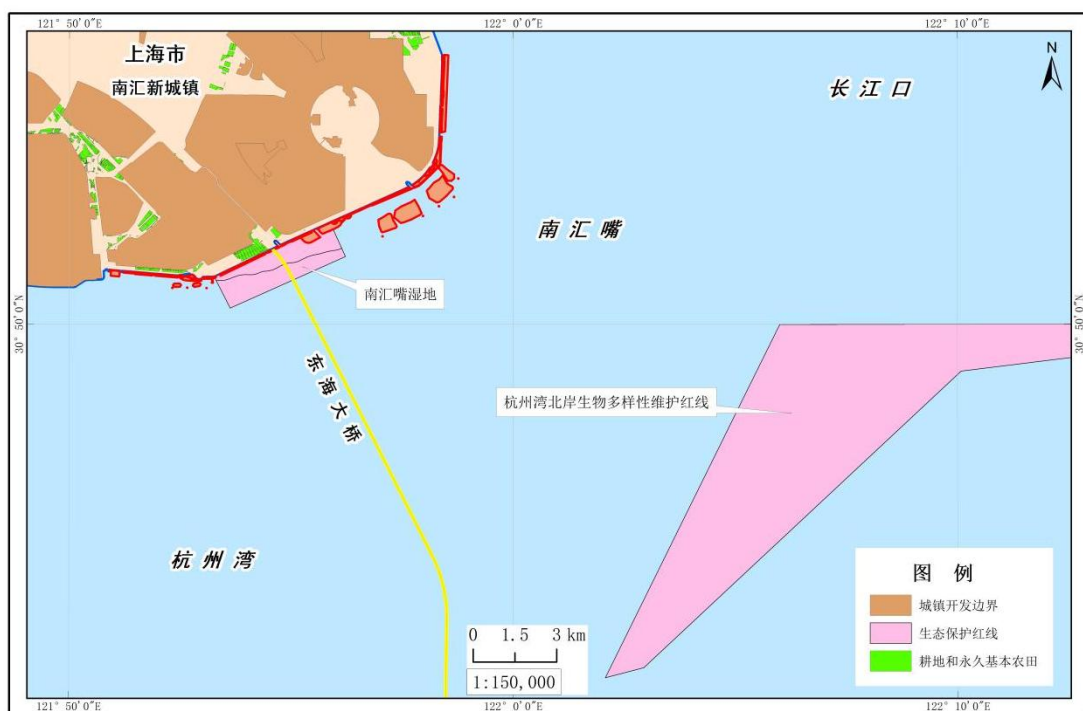 121° 50′0″E
122° 0′0″E
122° 10′0″E
上海市
南汇新城镇
N
长江口
南汇嘴
南汇嘴湿地
30° 50′0″N
30° 50′0″N
东海大桥
杭州湾北岸生物多样性维护红线
杭州湾
图 例
城镇开发边界
生态保护红线
耕地和永久基本农田
0 1.5 3 km
1:150,000
121° 50′0″E
122° 0′0″E
122° 10′0″E